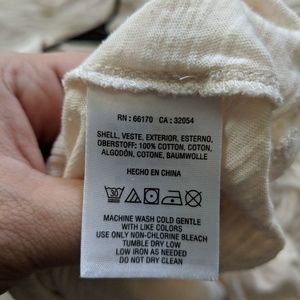 RN : 66170 CA : 32054
SHELL, VESTE, EXTERIOR, ESTERNO,
OBERSTOFF: 100% COTTON, COTON,
ALGODÓN, COTONE, BAUMWOLLE
HECHO EN CHINA
30
MACHINE WASH COLD GENTLE
WITH LIKE COLORS
USE ONLY NON-CHLORINE BLEACH
TUMBLE DRY LOW
LOW IRON AS NEEDED
DO NOT DRY CLEAN